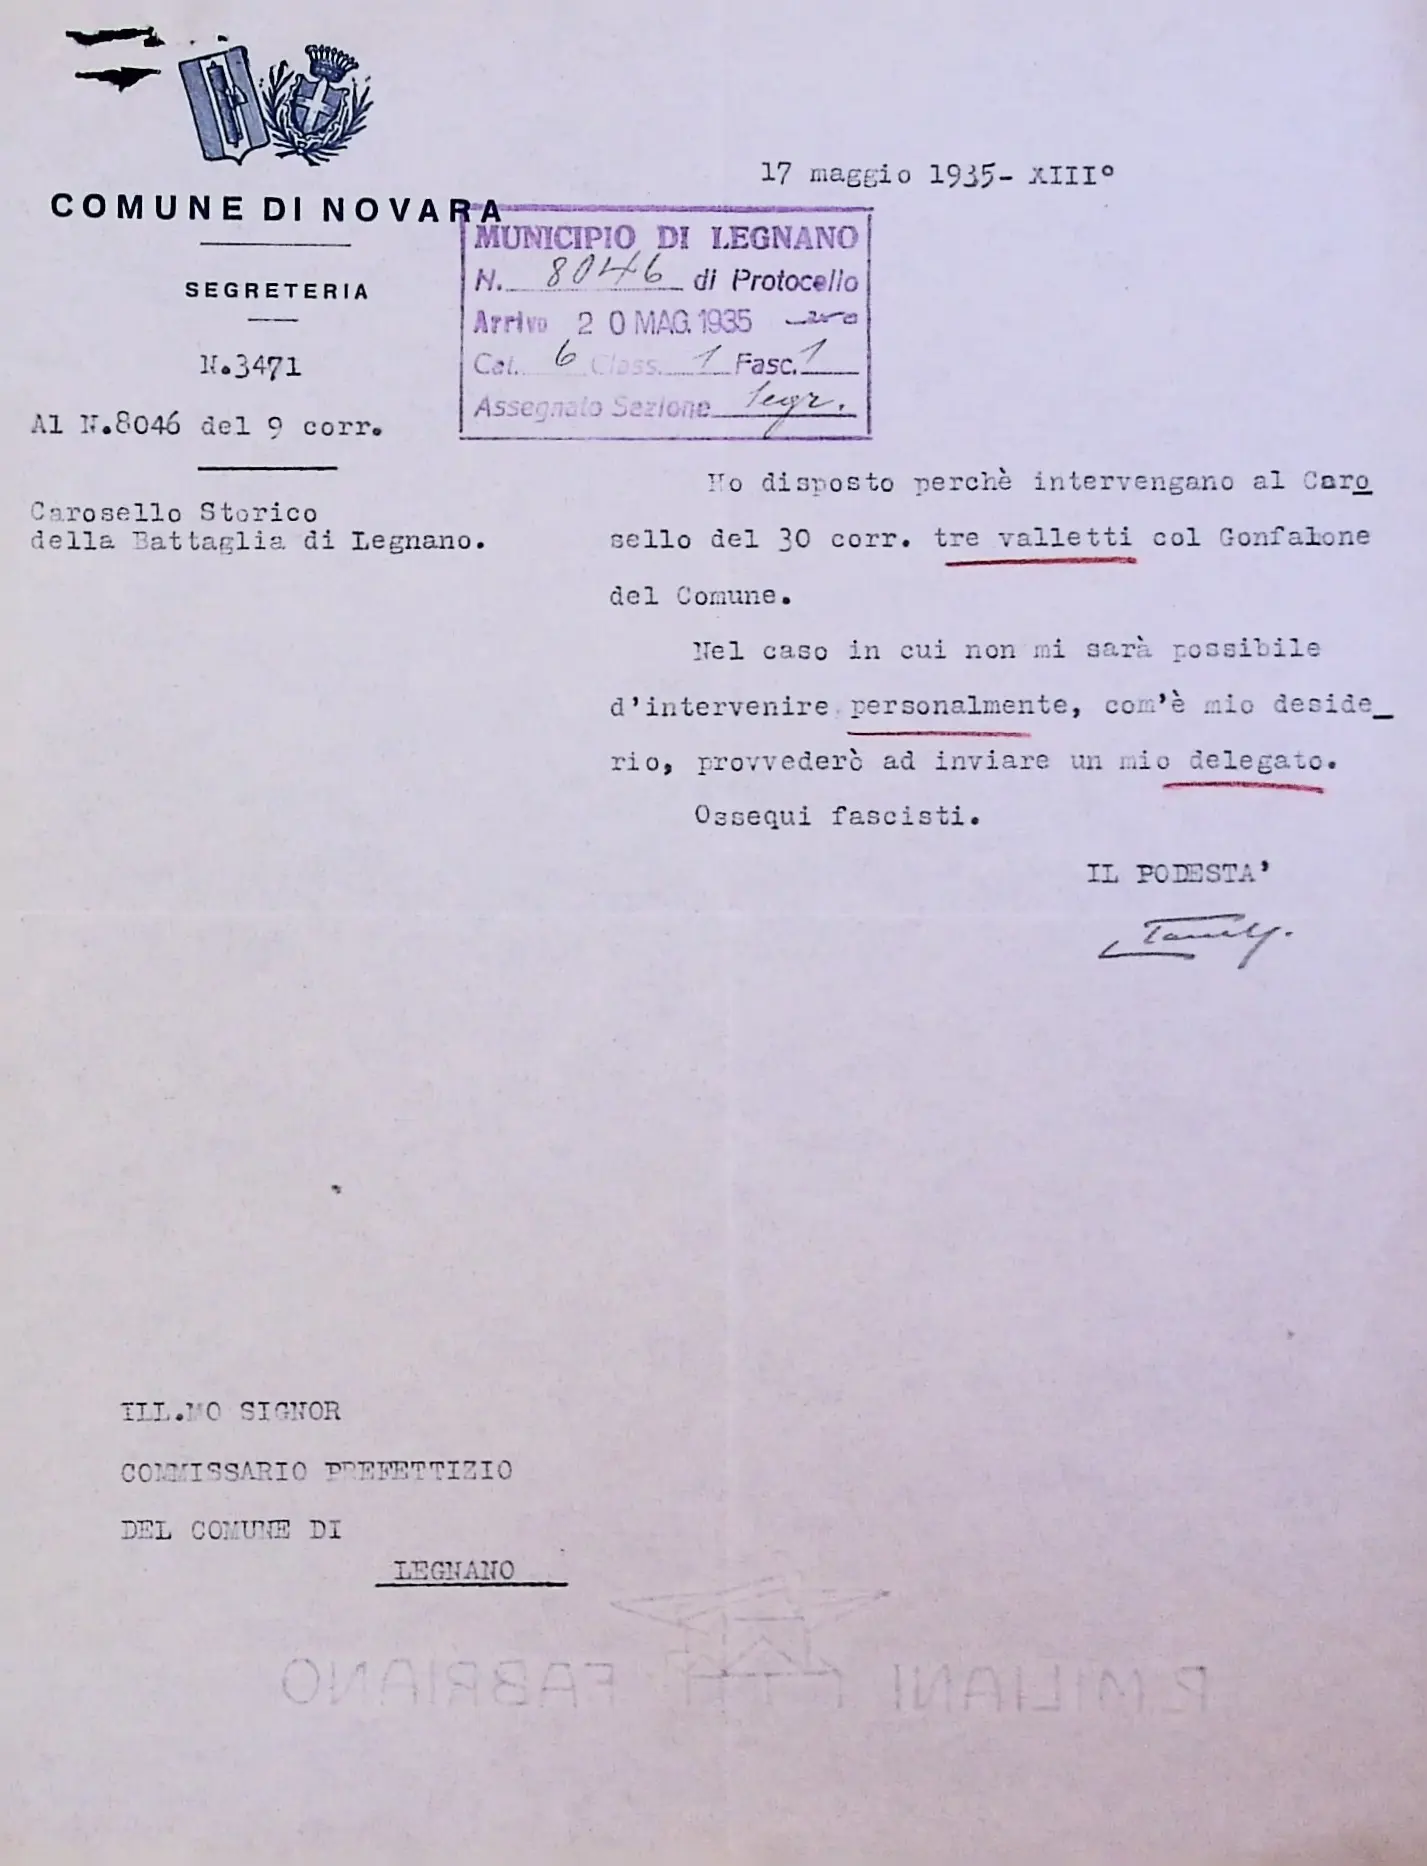 17 maggio 1935- XIII°
COMUNE DI NOVARA
SEGRETERIA
N.3471
Al N.8046 del 9 corr.
Carosello Storico
della Battaglia di Legnano.
MUNICIPIO DI LEGNANO
N. 8046 di Protocollo
Arrivo 20 MAG. 1935
Cat. 6 Class. 1 Fasc. 1
Assegnato Sezione Segr.
Ho disposto perchè intervengano al Caro
sello del 30 corr. tre valletti col Gonfalone
del Comune.
Nel caso in cui non mi sarà possibile
d'intervenire personalmente, com'è mio deside_
rio, provvederò ad inviare un mio delegato.
Ossequi fascisti.
IL PODESTA'
ILL.MO SIGNOR
COMMISSARIO PREFETTIZIO
DEL COMUNE DI
LEGNANO
P.MILIANI FABRIANO